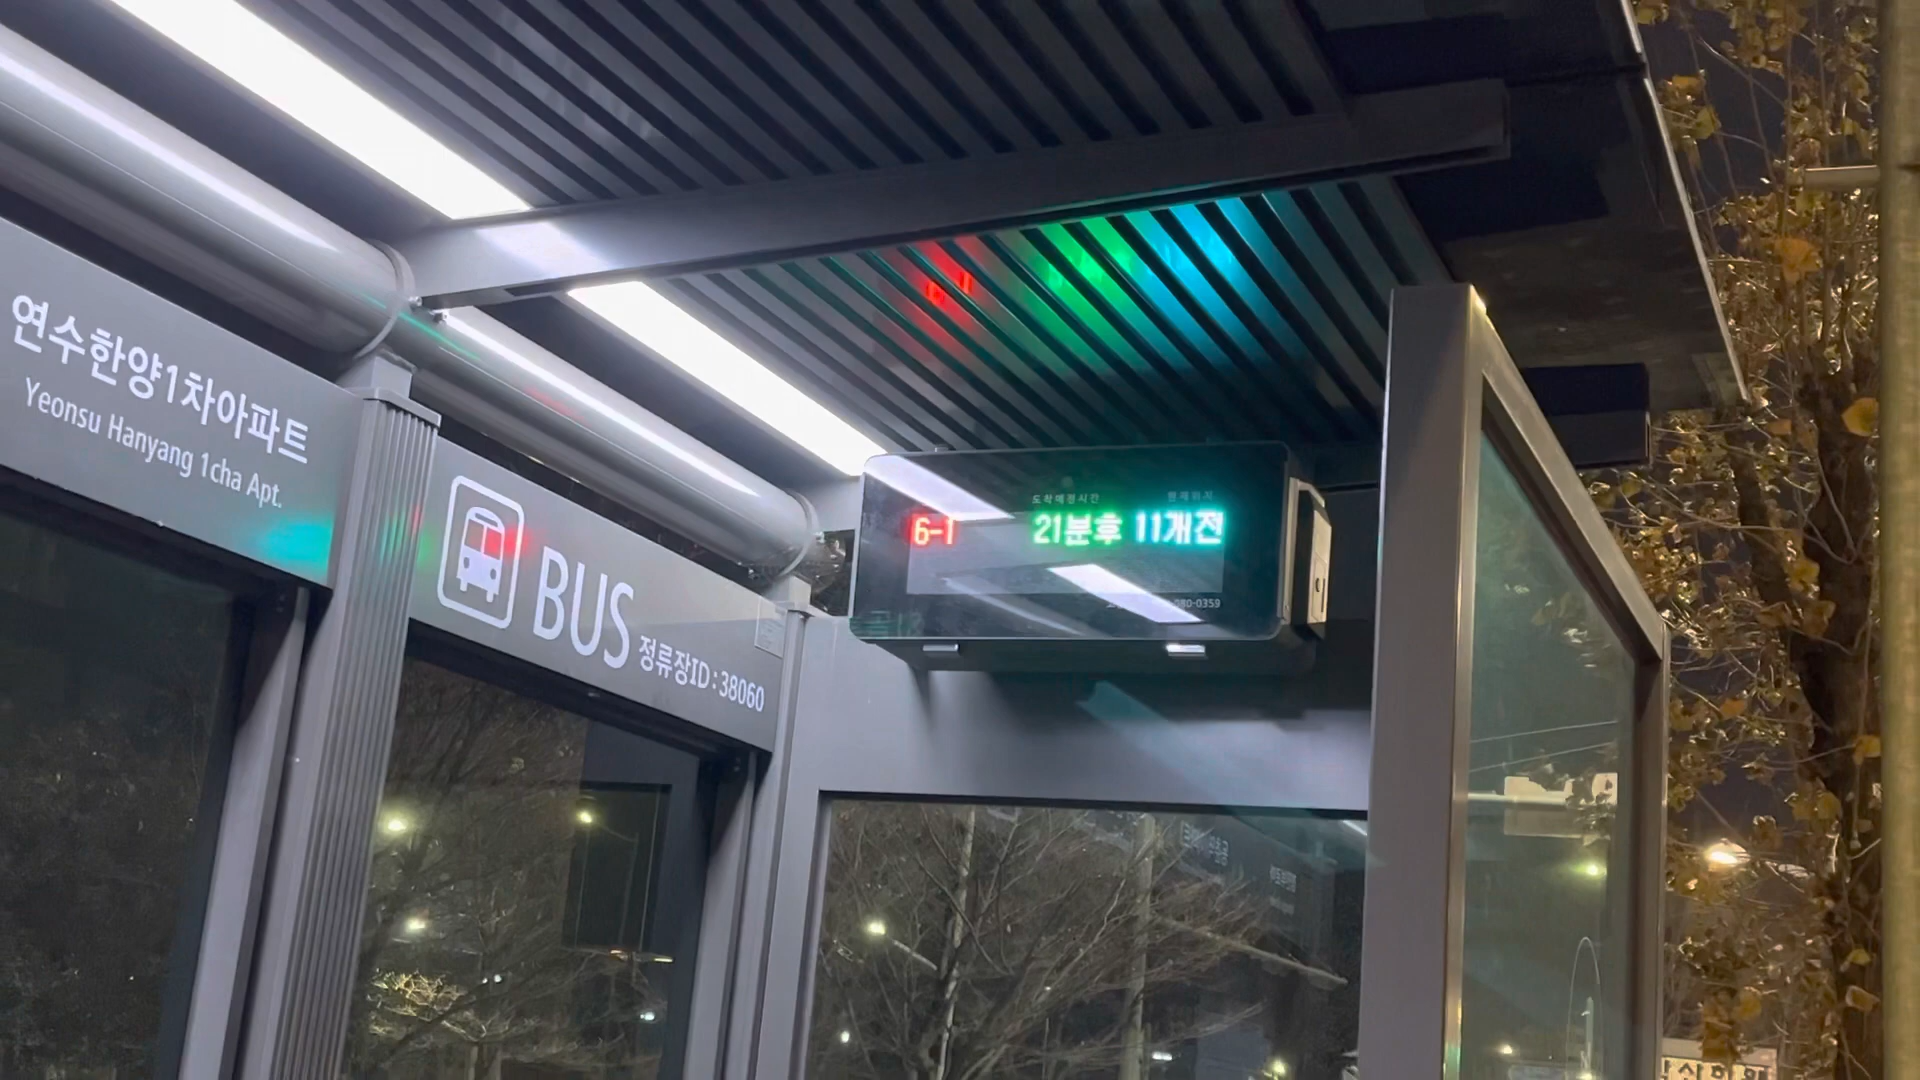 연수한양1차아파트
Yeonsu Hanyang 1cha Apt.
BUS 정류장ID : 38060
도착예정시간 현재위치
6-1 21분후 11개전
080-0359